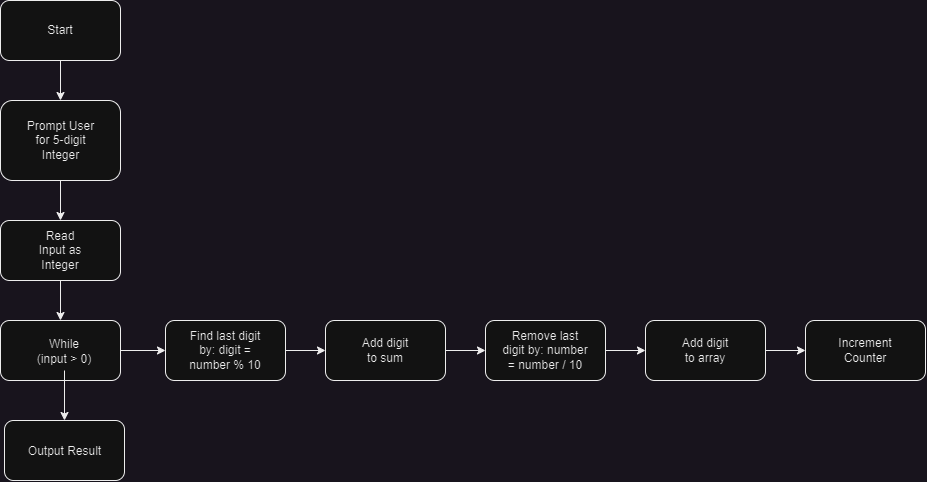 Start
Prompt User
for 5-digit
Integer
Read
Input as
Integer
While
(input > 0)
Find last digit
by: digit =
number % 10
Add digit
to sum
Remove last
digit by: number
= number / 10
Add digit
to array
Increment
Counter
Output Result